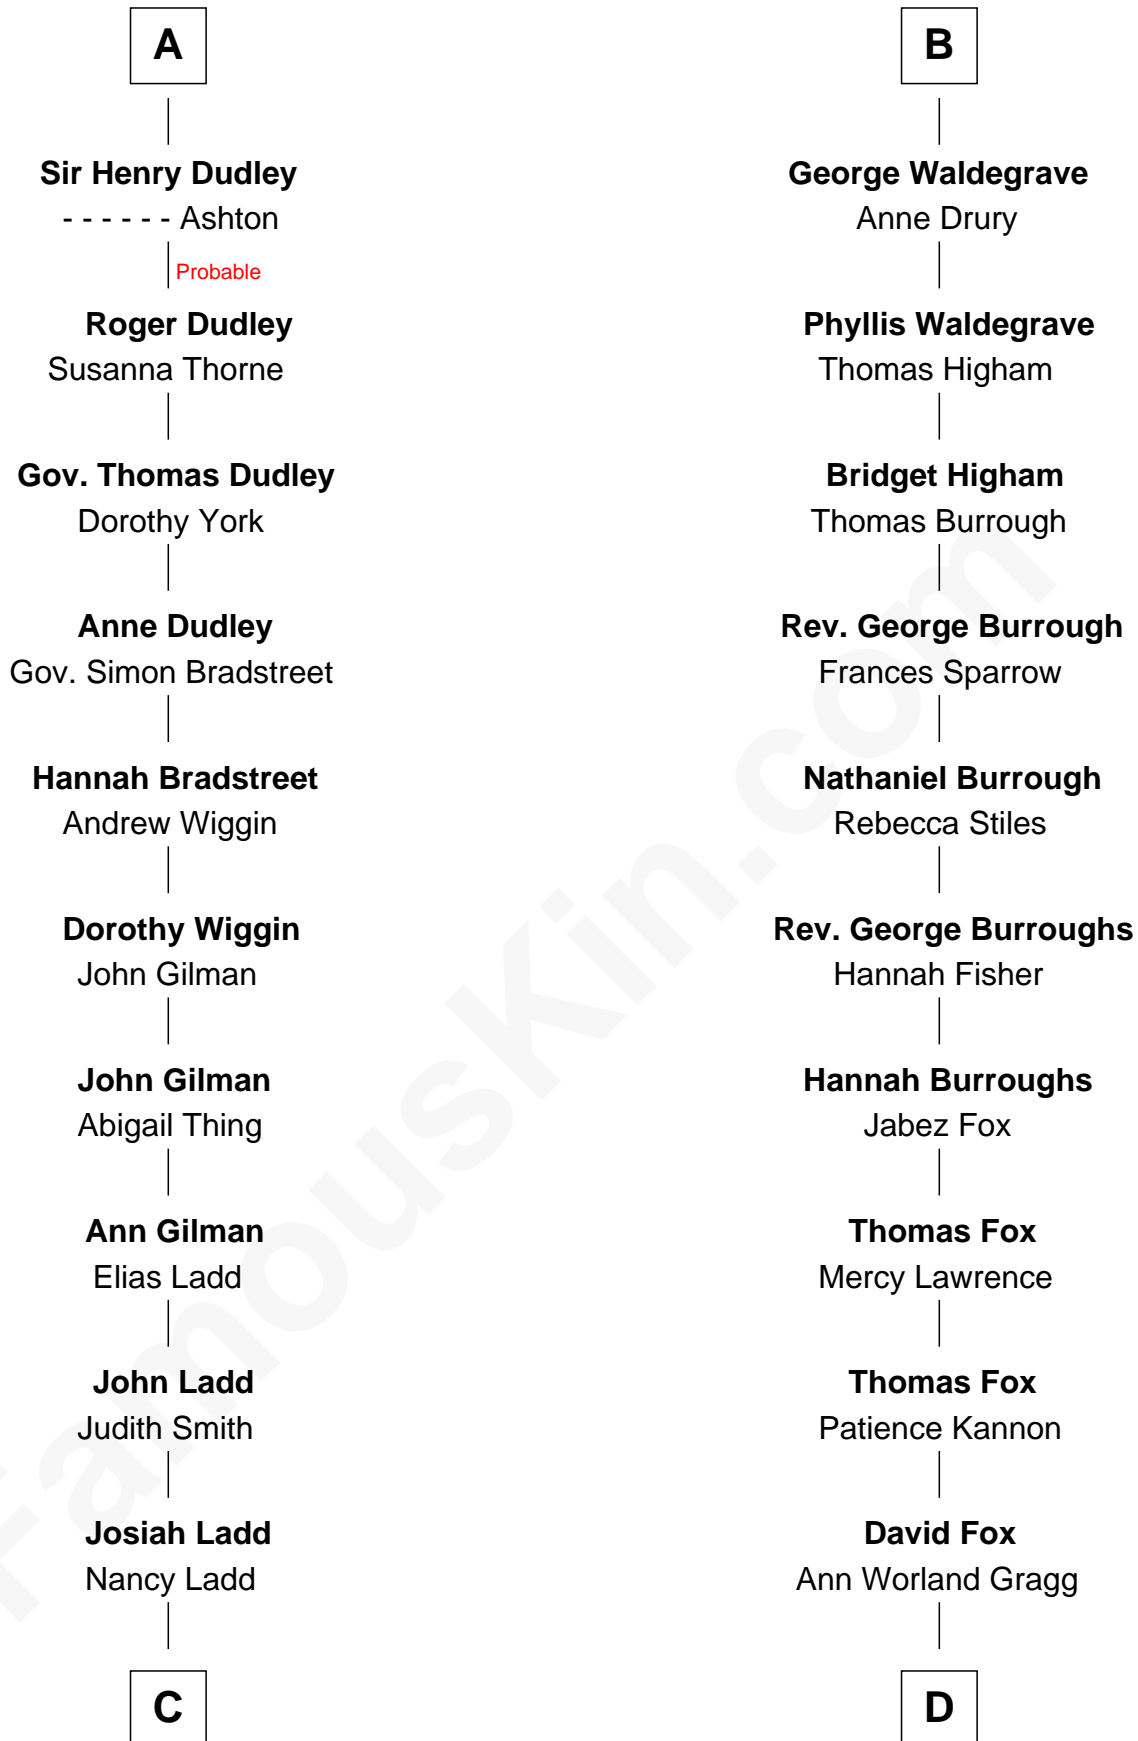 A
Sir Henry Dudley
- - - - - - Ashton
Probable
Roger Dudley
Susanna Thorne
Gov. Thomas Dudley
Dorothy York
Anne Dudley
Gov. Simon Bradstreet
Hannah Bradstreet
Andrew Wiggin
Dorothy Wiggin
John Gilman
John Gilman
Abigail Thing
Ann Gilman
Elias Ladd
John Ladd
Judith Smith
Josiah Ladd
Nancy Ladd
C
B
George Waldegrave
Anne Drury
Phyllis Waldegrave
Thomas Higham
Bridget Higham
Thomas Burrough
Rev. George Burrough
Frances Sparrow
Nathaniel Burrough
Rebecca Stiles
Rev. George Burroughs
Hannah Fisher
Hannah Burroughs
Jabez Fox
Thomas Fox
Mercy Lawrence
Thomas Fox
Patience Kannon
David Fox
Ann Worland Gragg
D
FamousKin.com